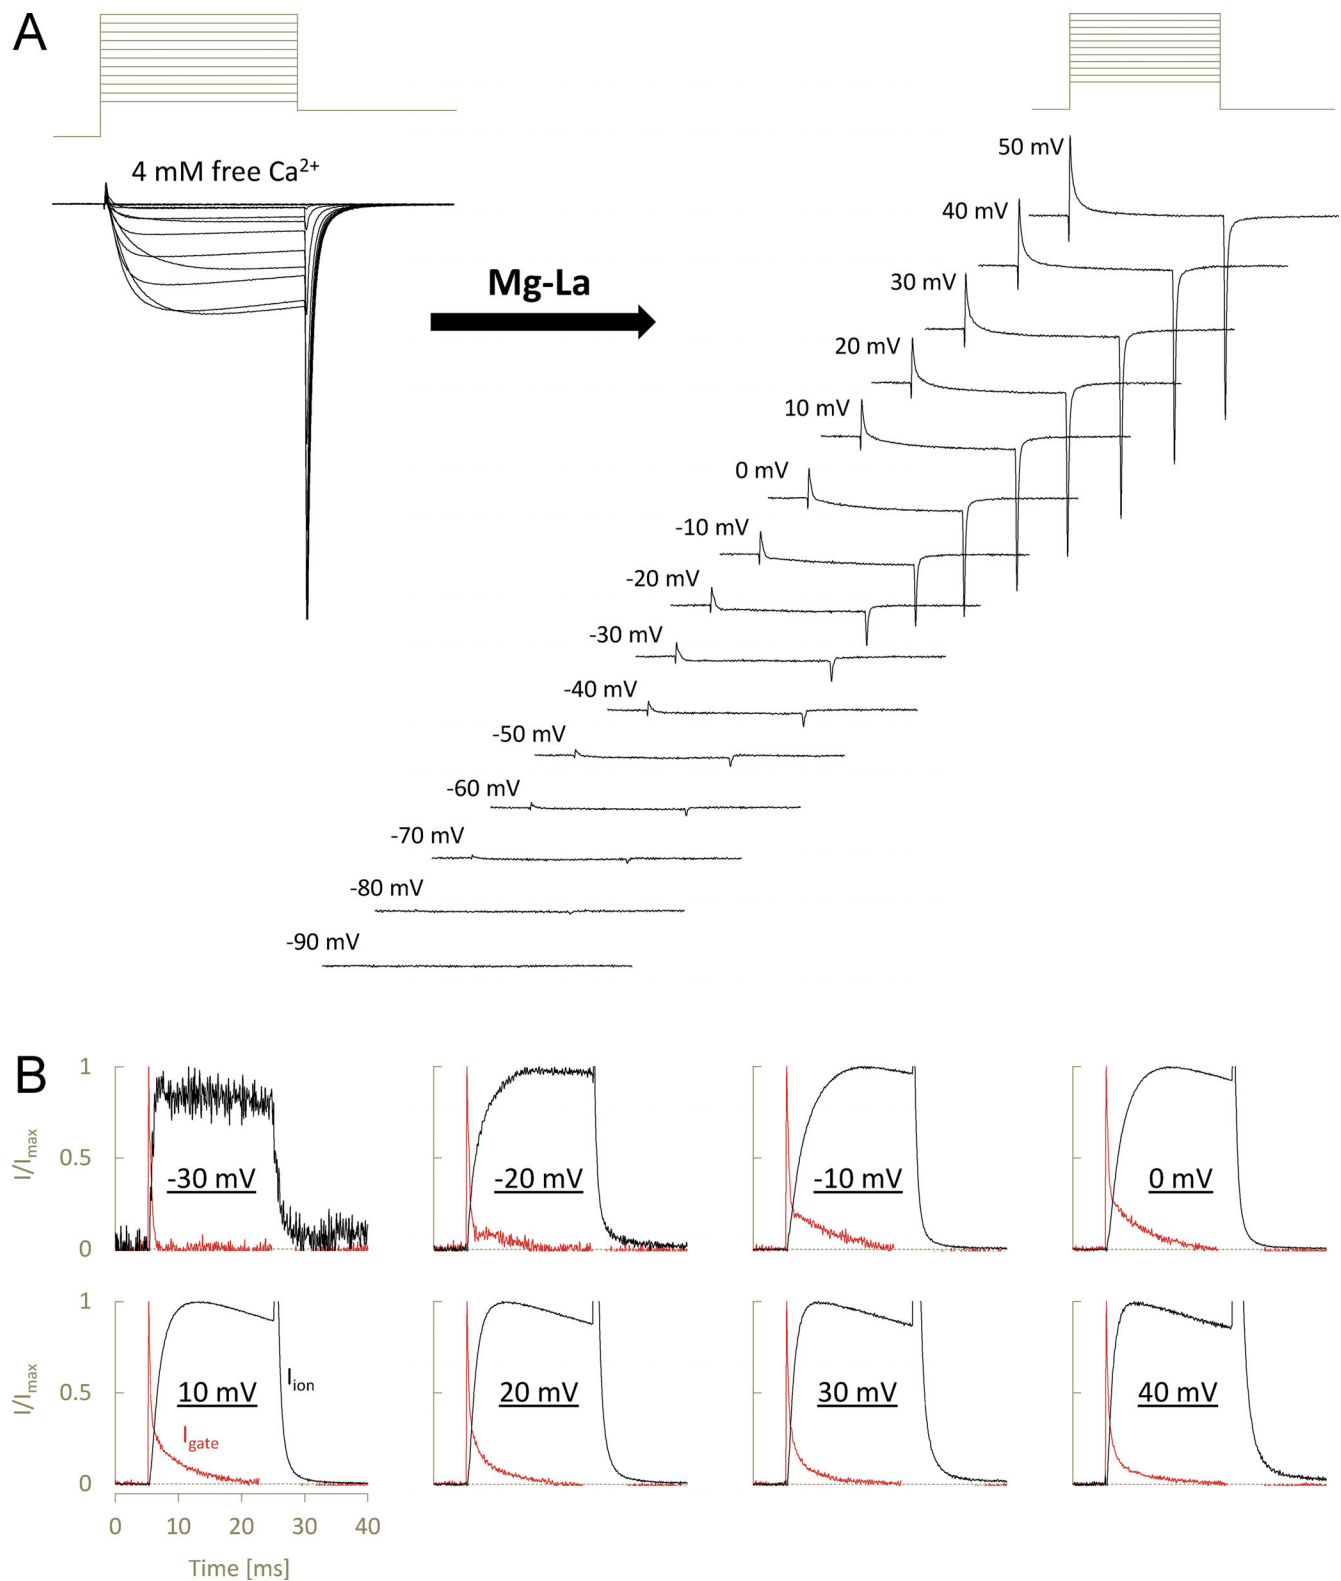 A
4 mM free Ca²⁺
Mg-La
50 mV
40 mV
30 mV
20 mV
10 mV
0 mV
-10 mV
-20 mV
-30 mV
-40 mV
-50 mV
-60 mV
-70 mV
-80 mV
-90 mV
B
I/Imax
1
0.5
0
-30 mV
-20 mV
-10 mV
0 mV
I/Imax
1
0.5
0
10 mV
Iion
Igate
20 mV
30 mV
40 mV
0 10 20 30 40
Time [ms]